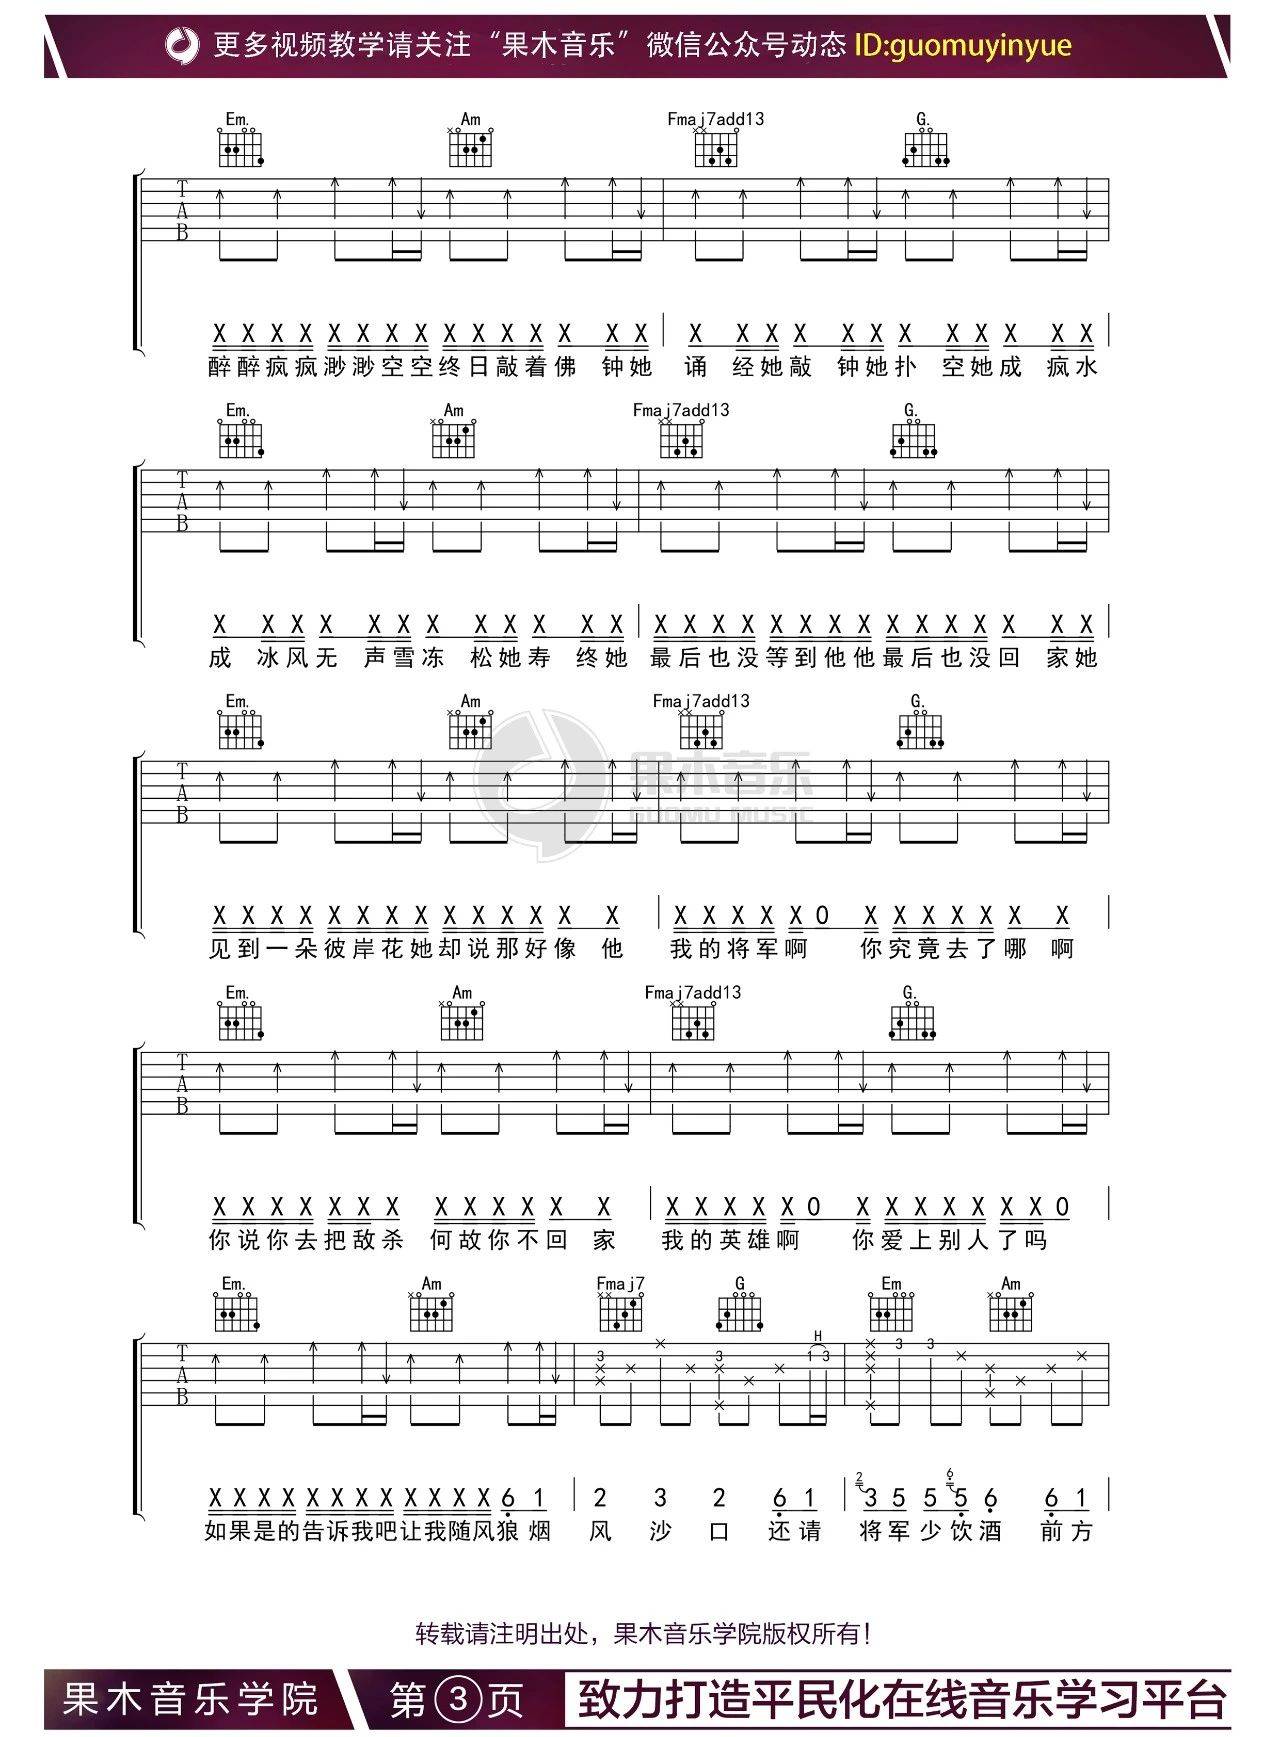 更多视频教学请关注 “果木音乐” 微信公众号动态 ID:guomuyinyue
Em. Am Fmaj7add13 G.
T
A
B
X X X X X X X X X X X X X X X X X X X X X X X X X X X X
醉醉疯疯渺渺空空终日敲着佛 钟她 诵 经她敲 钟她扑 空她成 疯水
Em. Am Fmaj7add13 G.
T
A
B
X X X X X X X X X X X X X X X X X X X X X X X X X X X
成 冰风无 声雪冻 松她寿 终她 最后也没等到他他最后也没回 家她
Em. Am Fmaj7add13 G.
果木音乐
GUOMU MUSIC
T
A
B
X X X X X X X X X X X X X X X X X X X X 0 X X X X X X X
见到一朵彼岸花她却说那好像 他 我的将军啊 你究竟去了哪 啊
Em. Am Fmaj7add13 G.
T
A
B
X X X X X X X X X X X X X X X X X X 0 X X X X X X X 0
你说你去把敌杀 何故你不回 家 我的英雄啊 你爱上别人了吗
Em. Am Fmaj7 G Em Am
H
T
A
B
3 3 1 3 3 3 1
2 6
X X X X X X X X X X X X 6 1 2 3 2 6 1 3 5 5 5 6 6 1
如果是的告诉我吧让我随风狼 烟 风 沙 口 还请 将军少饮酒 前方
转载请注明出处，果木音乐学院版权所有！
果木音乐学院 第③页 致力打造平民化在线音乐学习平台